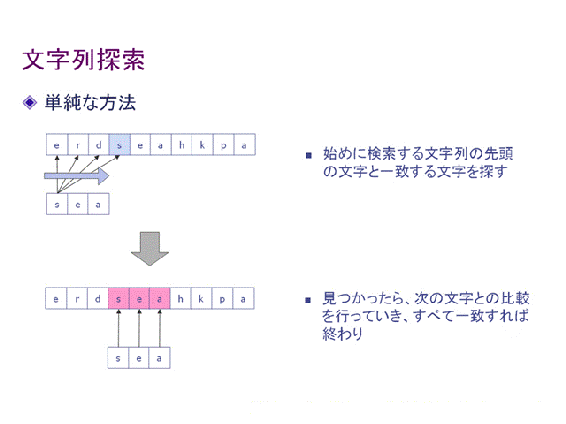 文字列探索
単純な方法
e r d s e a h k p a
s e a
始めに検索する文字列の先頭
の文字と一致する文字を探す
e r d s e a h k p a
s e a
見つかったら、次の文字との比較
を行っていき、すべて一致すれば
終わり